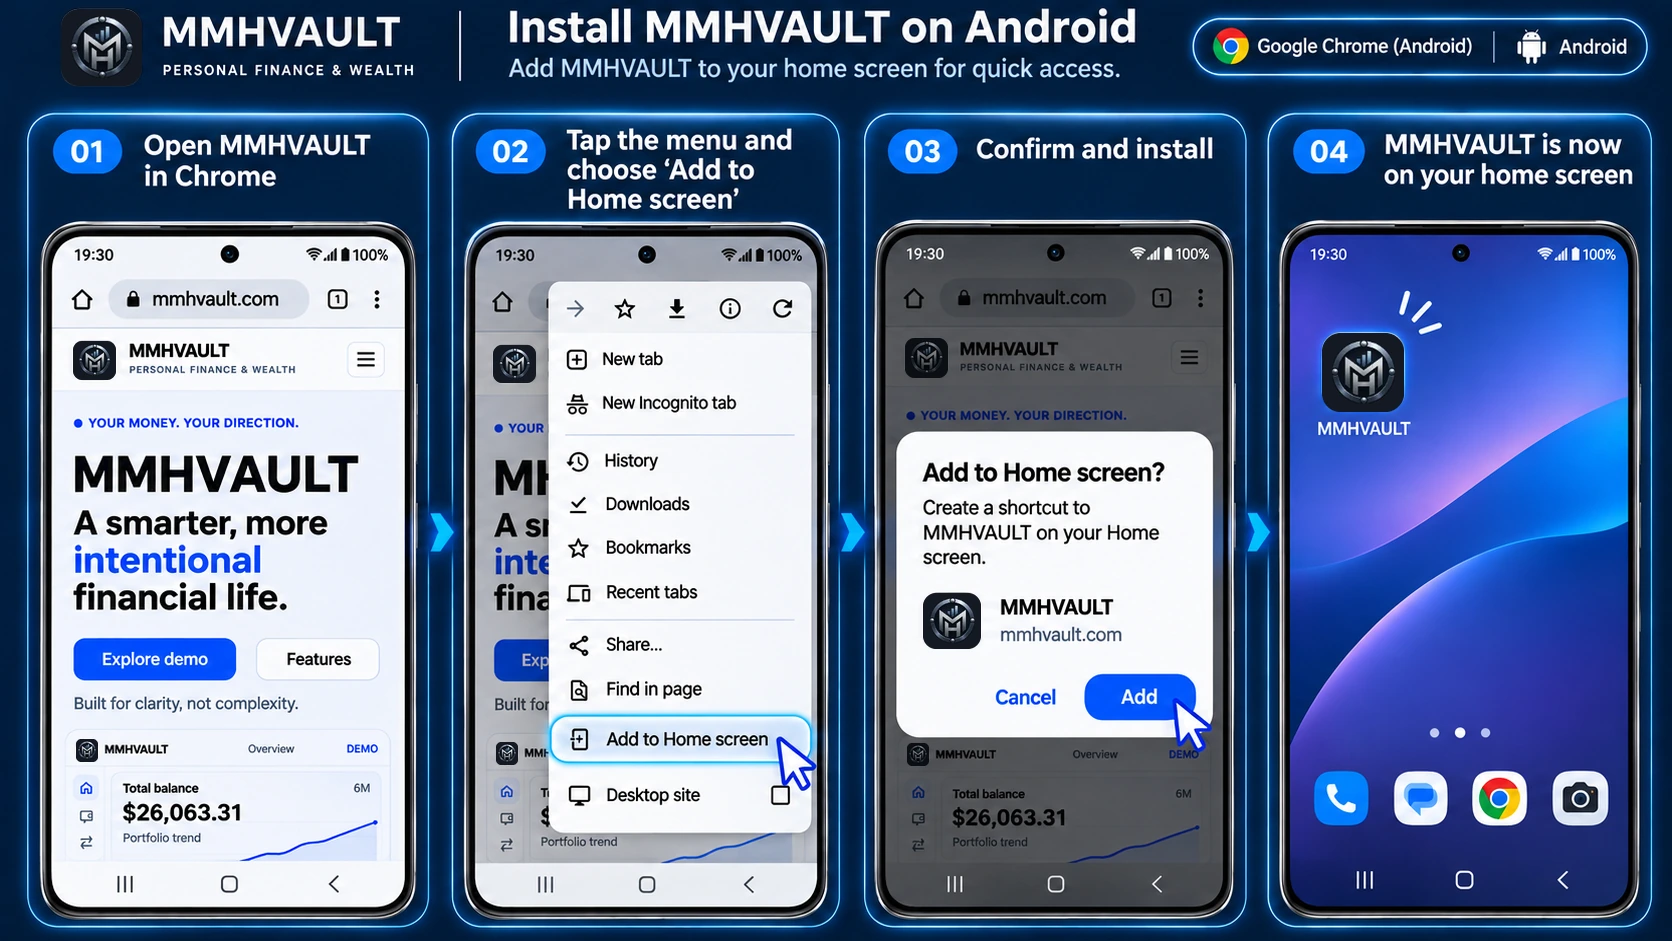 MMHVAULT
PERSONAL FINANCE & WEALTH
Install MMHVAULT on Android
Add MMHVAULT to your home screen for quick access.
Google Chrome (Android)
Android
01
Open MMHVAULT
in Chrome
19:30
100%
mmhvault.com
1
MMHVAULT
PERSONAL FINANCE & WEALTH
YOUR MONEY. YOUR DIRECTION.
MMHVAULT
A smarter, more
intentional
financial life.
Explore demo
Features
Built for clarity, not complexity.
MMHVAULT
Overview
DEMO
Total balance
6M
$26,063.31
Portfolio trend
02
Tap the menu and
choose ‘Add to
Home screen’
19:30
100%
YOUR
MH
A sm
inte
fina
Exp
Built for
MMH
T
$
Portfolio trend
New tab
New Incognito tab
History
Downloads
Bookmarks
Recent tabs
Share...
Find in page
Add to Home screen
Desktop site
03
Confirm and install
19:30
100%
mmhvault.com
1
MMHVAULT
PERSONAL FINANCE & WEALTH
YOUR MONEY. YOUR DIRECTION.
Add to Home screen?
Create a shortcut to
MMHVAULT on your Home
screen.
MMHVAULT
mmhvault.com
Cancel
Add
MMHVAULT
Overview
DEMO
Total balance
6M
$26,063.31
Portfolio trend
04
MMHVAULT is now
on your home screen
19:30
100%
MMHVAULT